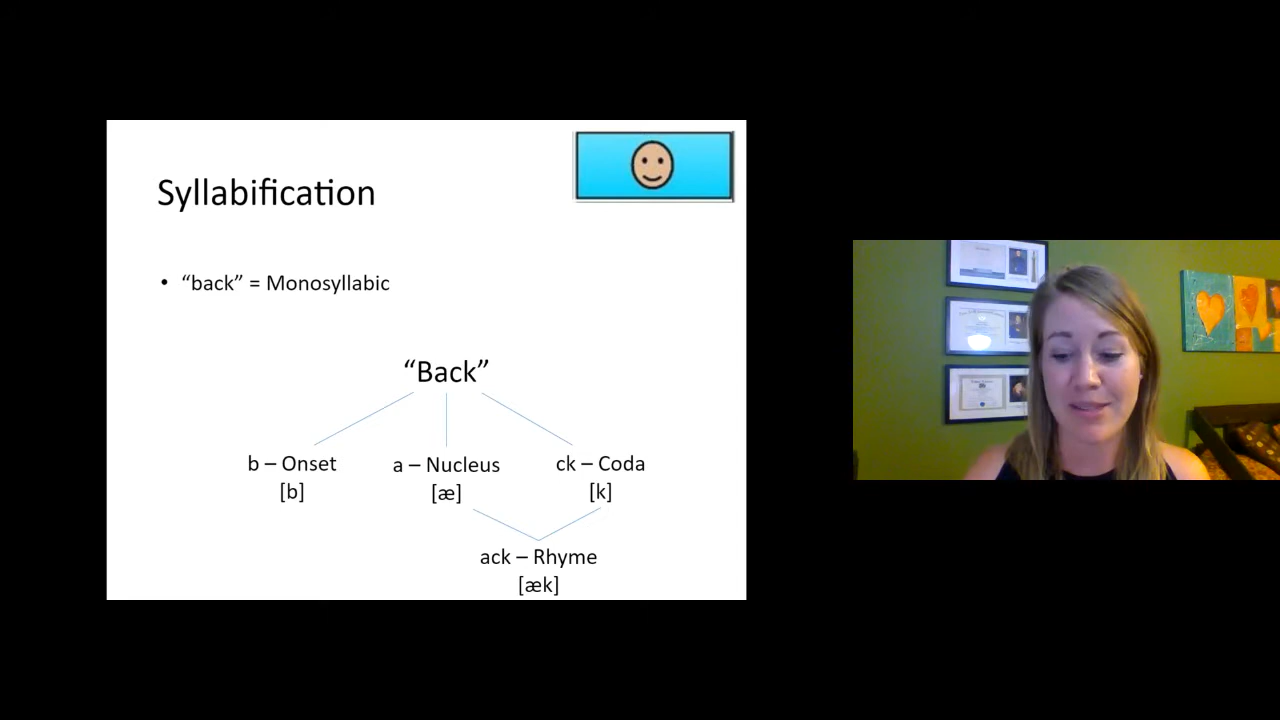 Syllabification
• “back” = Monosyllabic
“Back”
b – Onset a – Nucleus ck – Coda
[b] [æ] [k]
ack – Rhyme
[æk]